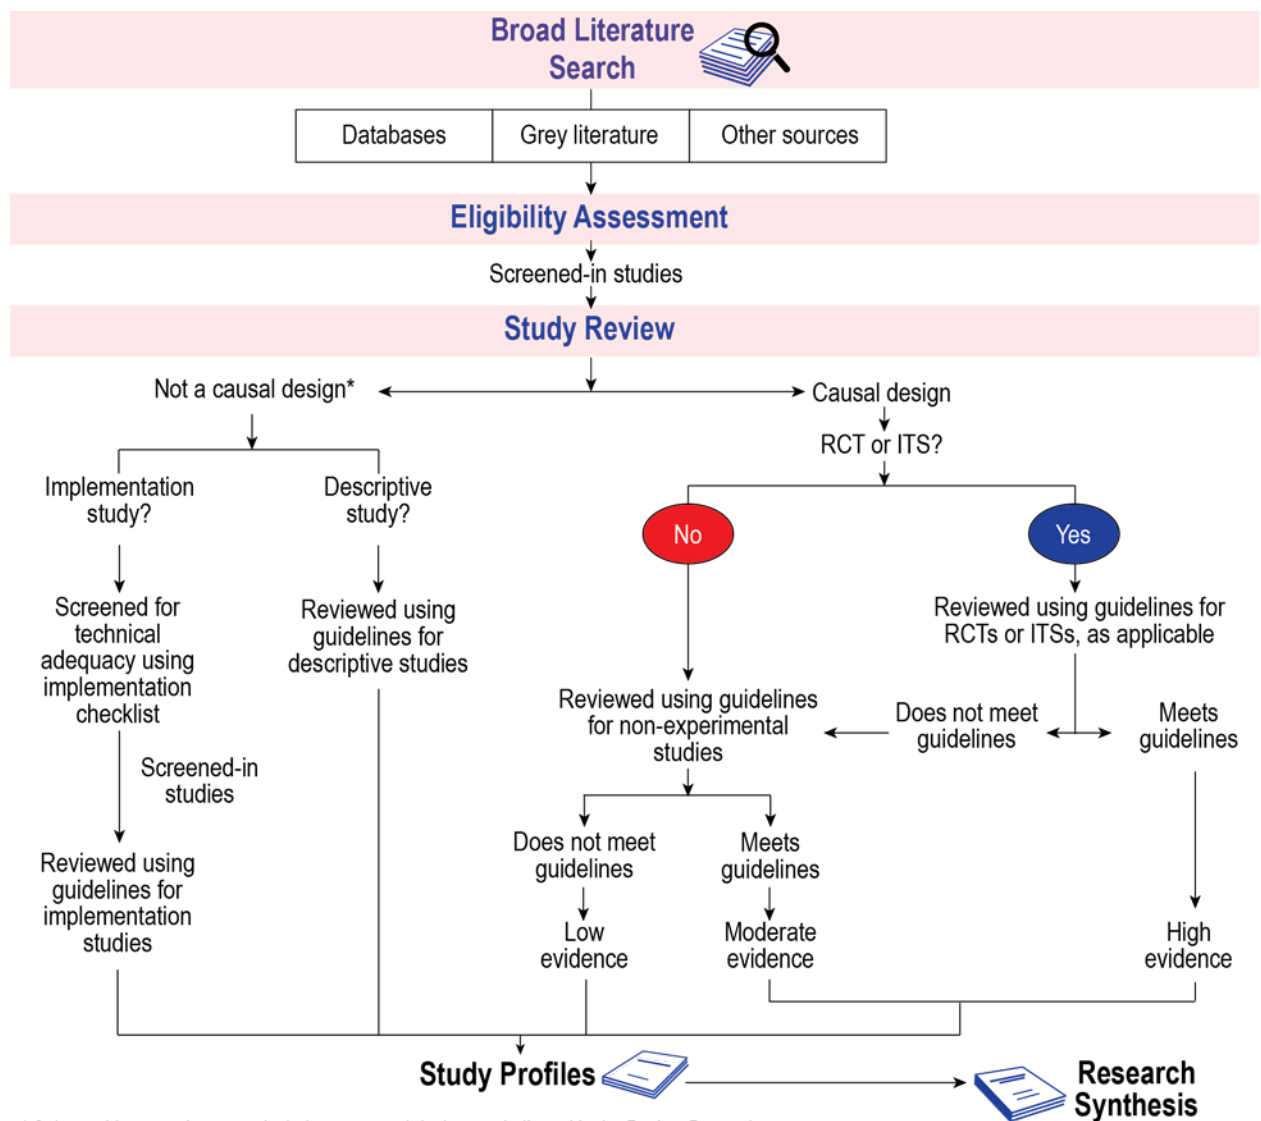 Broad Literature
Search
Databases
Grey literature
Other sources
Eligibility Assessment
Screened-in studies
Study Review
Not a causal design*
Causal design
RCT or ITS?
Implementation
study?
Descriptive
study?
No
Yes
Screened for
technical
adequacy using
implementation
checklist
Reviewed using
guidelines for
descriptive studies
Reviewed using guidelines for
RCTs or ITSs, as applicable
Reviewed using guidelines
for non-experimental
studies
Does not meet
guidelines
Meets
guidelines
Screened-in
studies
Does not meet
guidelines
Meets
guidelines
Reviewed using
guidelines for
implementation
studies
Low
evidence
Moderate
evidence
High
evidence
Study Profiles
Research
Synthesis